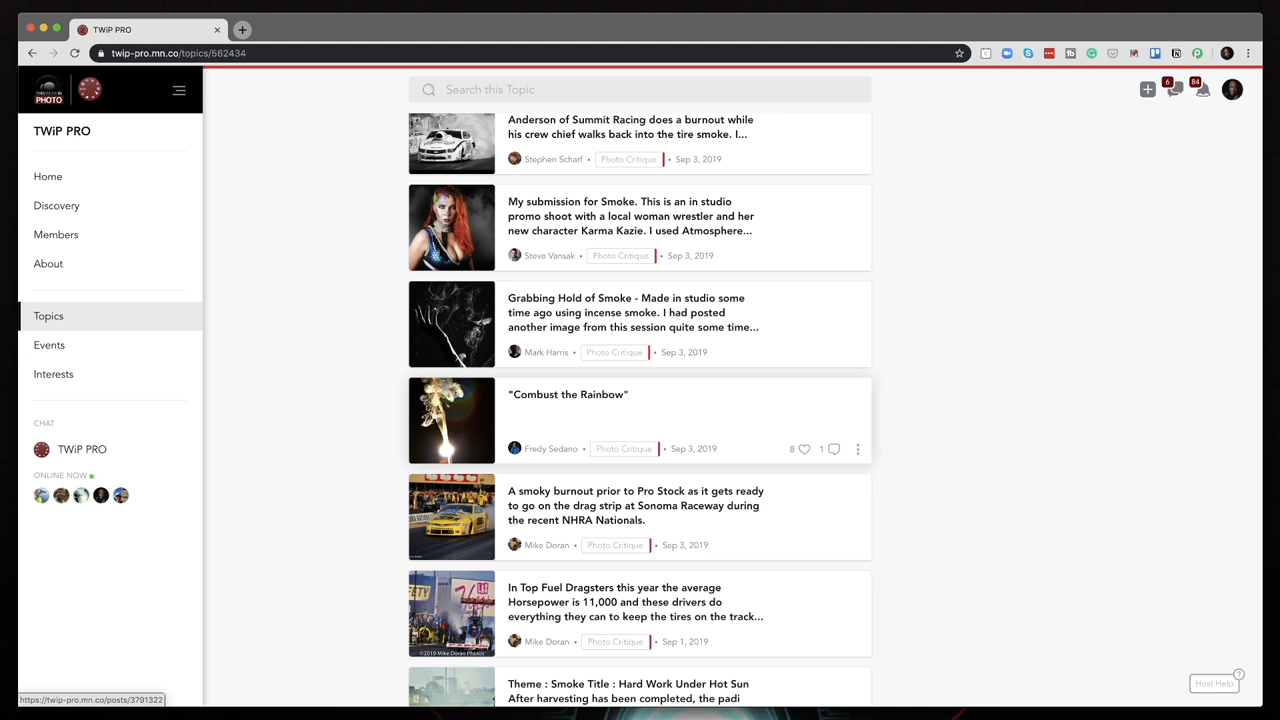 TWiP PRO
twip-pro.mn.co/topics/562434
THIS WEEK IN
PHOTO
Search this Topic
6
84
TWiP PRO
Home
Discovery
Members
About
Topics
Events
Interests
CHAT
TWiP PRO
ONLINE NOW
Anderson of Summit Racing does a burnout while
his crew chief walks back into the tire smoke. I...
Stephen Scharf • Photo Critique • Sep 3, 2019
My submission for Smoke. This is an in studio
promo shoot with a local woman wrestler and her
new character Karma Kazie. I used Atmosphere...
Steve Vansak • Photo Critique • Sep 3, 2019
Grabbing Hold of Smoke - Made in studio some
time ago using incense smoke. I had posted
another image from this session quite some time...
Mark Harris • Photo Critique • Sep 3, 2019
"Combust the Rainbow"
Fredy Sedano • Photo Critique • Sep 3, 2019 8 1
A smoky burnout prior to Pro Stock as it gets ready
to go on the drag strip at Sonoma Raceway during
the recent NHRA Nationals.
Mike Doran • Photo Critique • Sep 3, 2019
In Top Fuel Dragsters this year the average
Horsepower is 11,000 and these drivers do
everything they can to keep the tires on the track...
Mike Doran • Photo Critique • Sep 1, 2019
©2019 Mike Doran Photos
Theme : Smoke Title : Hard Work Under Hot Sun
After harvesting has been completed, the padi
Host Help
?
https://twip-pro.mn.co/posts/3791322